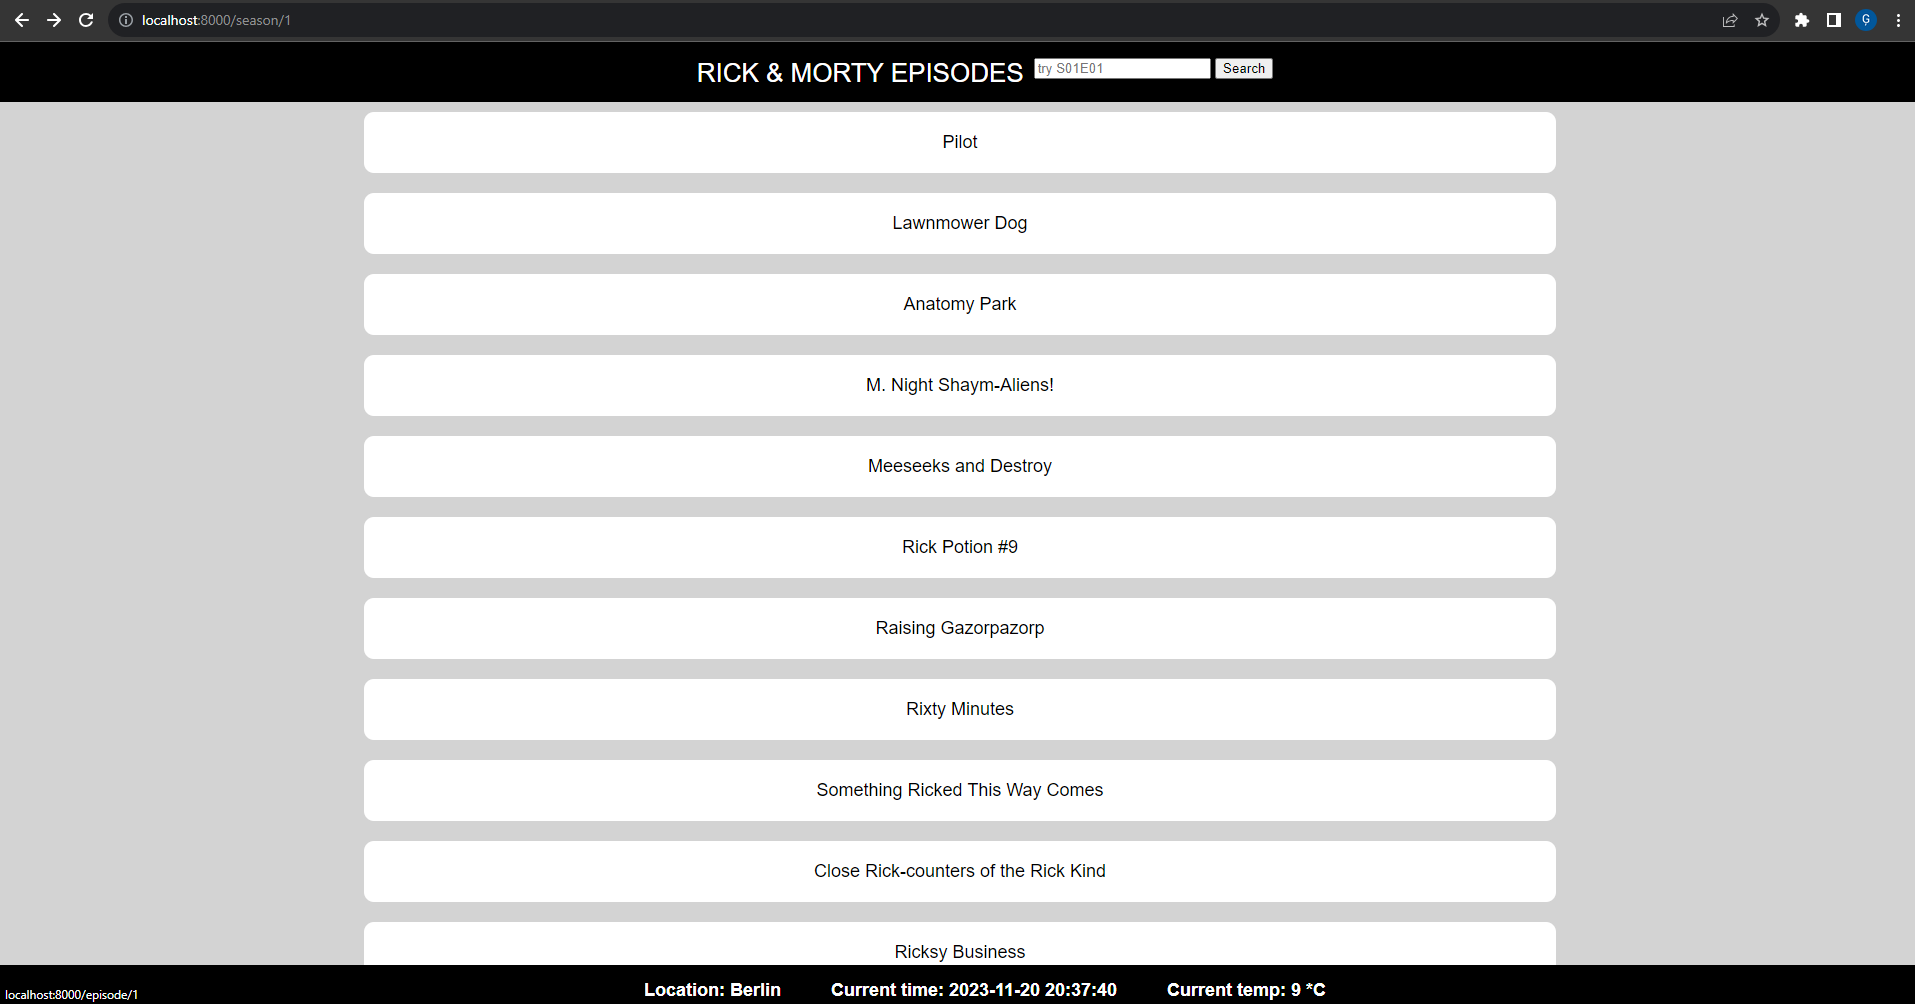 localhost:8000/season/1
RICK & MORTY EPISODES try S01E01 Search
Pilot
Lawnmower Dog
Anatomy Park
M. Night Shaym-Aliens!
Meeseeks and Destroy
Rick Potion #9
Raising Gazorpazorp
Rixty Minutes
Something Ricked This Way Comes
Close Rick-counters of the Rick Kind
Ricksy Business
Location: Berlin Current time: 2023-11-20 20:37:40 Current temp: 9 *C
localhost:8000/episode/1